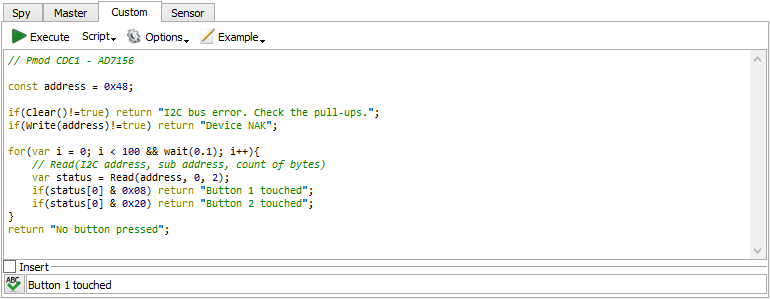 Spy Master Custom Sensor
Execute Script Options Example
// Pmod CDC1 - AD7156
const address = 0x48;
if(Clear()!=true) return "I2C bus error. Check the pull-ups.";
if(Write(address)!=true) return "Device NAK";
for(var i = 0; i < 100 && wait(0.1); i++){
// Read(I2C address, sub address, count of bytes)
var status = Read(address, 0, 2);
if(status[0] & 0x08) return "Button 1 touched";
if(status[0] & 0x20) return "Button 2 touched";
}
return "No button pressed";
Insert
ABC Button 1 touched